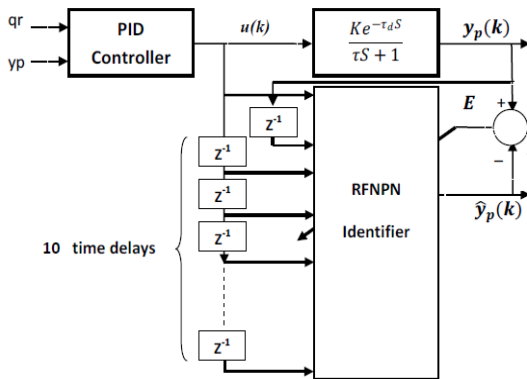 qr
yp
PID
Controller
u(k)
Ke^{-τ_d S}
τS + 1
y_p(k)
E
+
−
Z^{-1}
Z^{-1}
Z^{-1}
Z^{-1}
RFNPN
Identifier
ŷ_p(k)
10 time delays
Z^{-1}